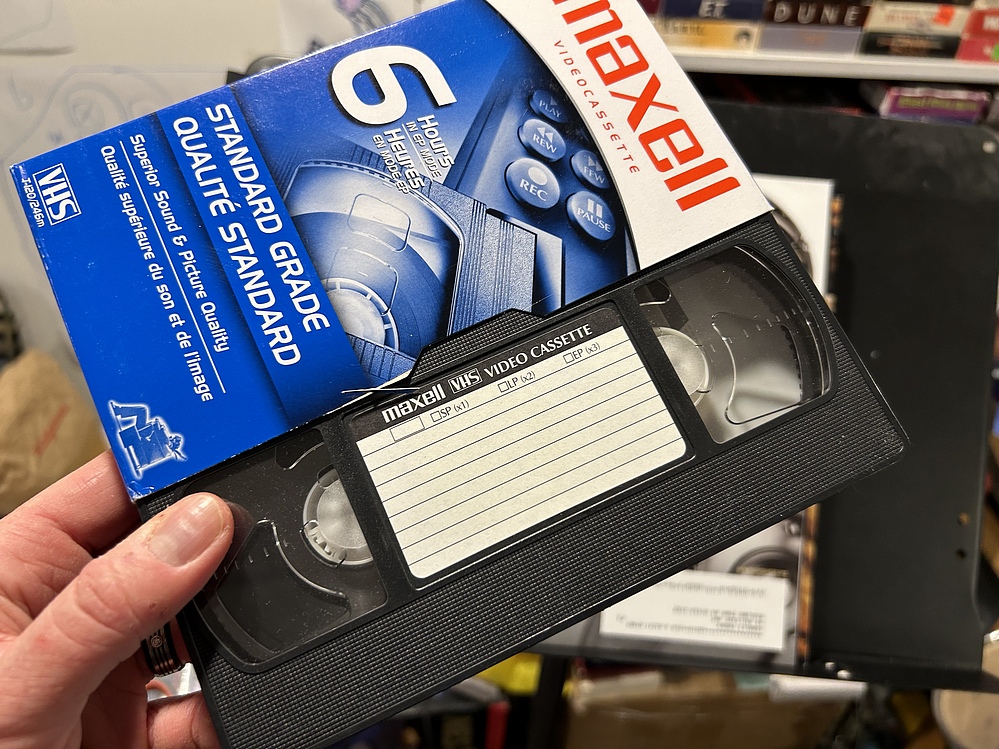 maxell
VIDEOCASSETTE
6
Hours
IN EP MODE
Heures
EN MODE EP
PLAY
REW
FFW
REC
PAUSE
STANDARD GRADE
QUALITÉ STANDARD
Superior Sound & Picture Quality
Qualité supérieure du son et de l'image
VHS
T-120/246m
maxell VHS VIDEO CASSETTE
SP (x1)
LP (x2)
EP (x3)
ET
DUNE